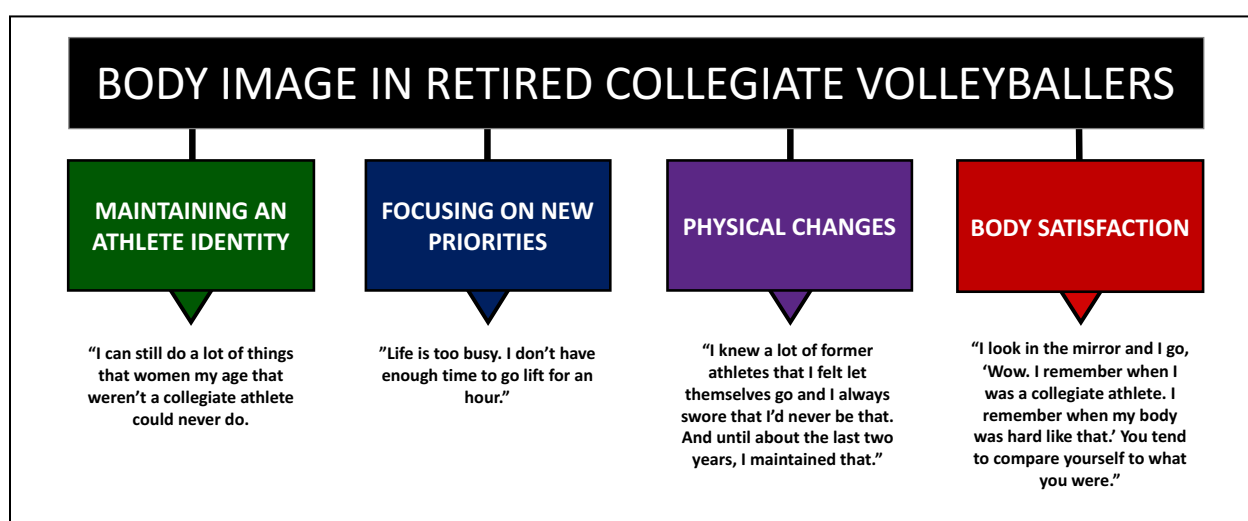 BODY IMAGE IN RETIRED COLLEGIATE VOLLEYBALLERS
MAINTAINING AN
ATHLETE IDENTITY
“I can still do a lot of things
that women my age that
weren’t a collegiate athlete
could never do.
FOCUSING ON NEW
PRIORITIES
”Life is too busy. I don’t have
enough time to go lift for an
hour.”
PHYSICAL CHANGES
“I knew a lot of former
athletes that I felt let
themselves go and I always
swore that I’d never be that.
And until about the last two
years, I maintained that.”
BODY SATISFACTION
“I look in the mirror and I go,
‘Wow. I remember when I
was a collegiate athlete. I
remember when my body
was hard like that.’ You tend
to compare yourself to what
you were.”